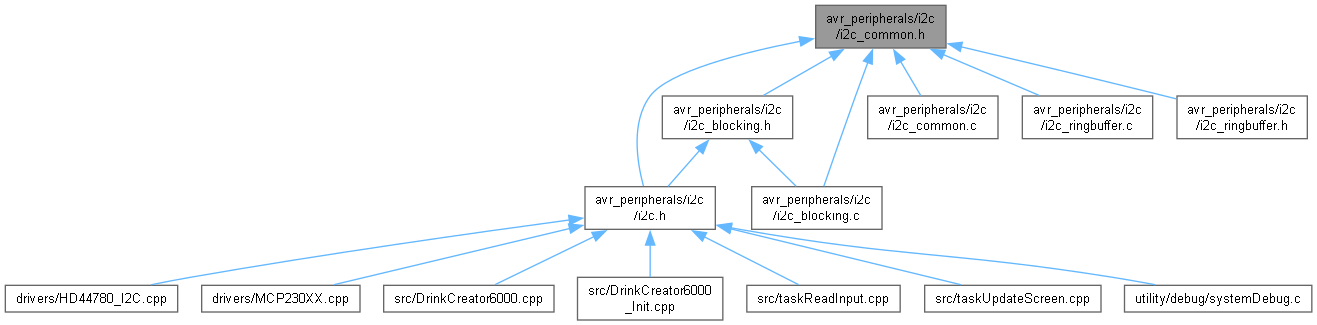 avr_peripherals/i2c
/i2c_common.h
avr_peripherals/i2c
/i2c_blocking.h
avr_peripherals/i2c
/i2c_common.c
avr_peripherals/i2c
/i2c_ringbuffer.c
avr_peripherals/i2c
/i2c_ringbuffer.h
avr_peripherals/i2c
/i2c.h
avr_peripherals/i2c
/i2c_blocking.c
drivers/HD44780_I2C.cpp
drivers/MCP230XX.cpp
src/DrinkCreator6000.cpp
src/DrinkCreator6000
_Init.cpp
src/taskReadInput.cpp
src/taskUpdateScreen.cpp
utility/debug/systemDebug.c